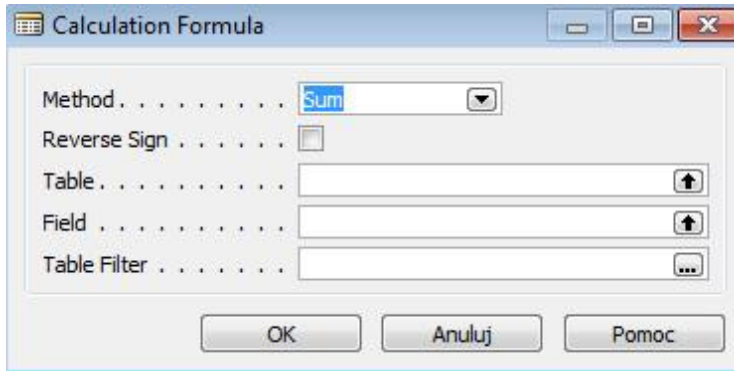 Calculation Formula
Method . . . . . . . . . Sum
Reverse Sign . . . . . .
Table . . . . . . . . . .
Field . . . . . . . . . .
Table Filter . . . . . . . ...
OK Anuluj Pomoc